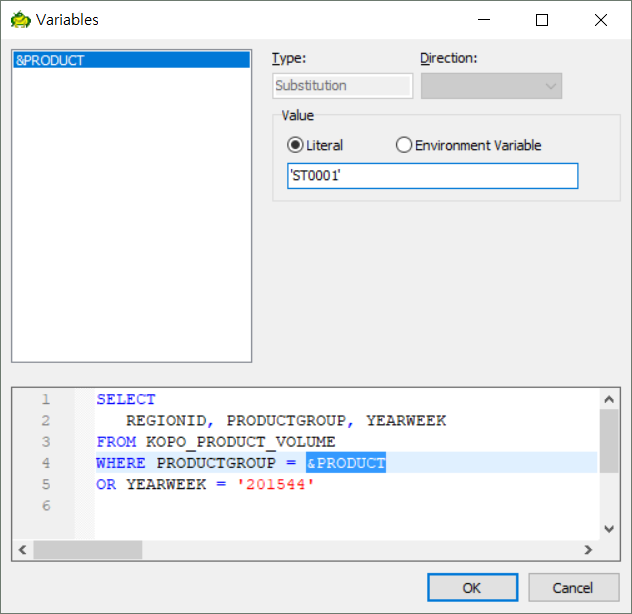 Variables
&PRODUCT
Type:
Direction:
Substitution
Value
Literal
Environment Variable
'ST0001'
1 SELECT
2 REGIONID, PRODUCTGROUP, YEARWEEK
3 FROM KOPO_PRODUCT_VOLUME
4 WHERE PRODUCTGROUP = &PRODUCT
5 OR YEARWEEK = '201544'
6
OK
Cancel